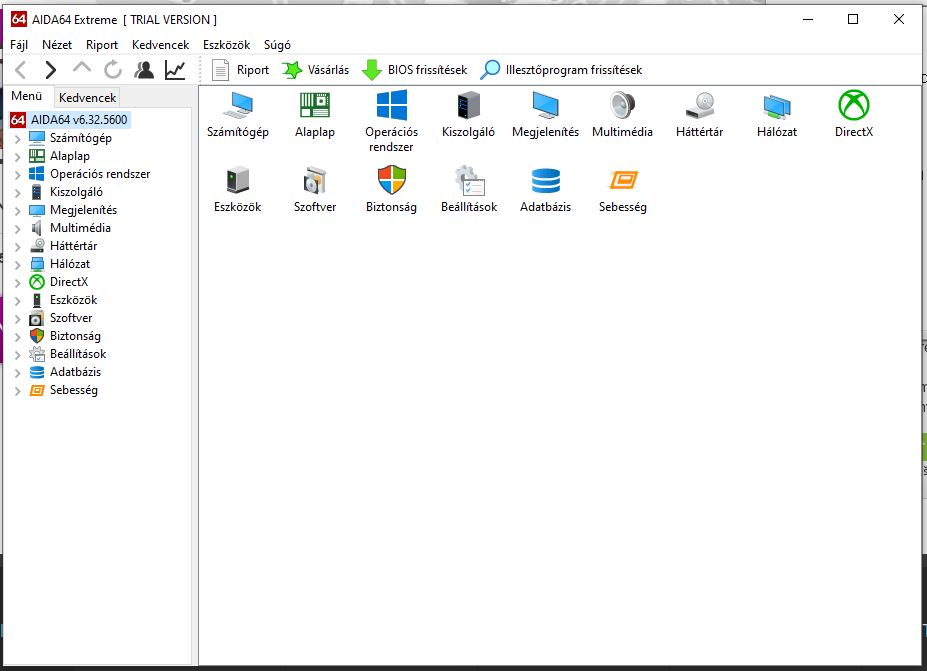 64 AIDA64 Extreme [ TRIAL VERSION ]
Fájl Nézet Riport Kedvencek Eszközök Súgó
Riport Vásárlás BIOS frissítések Illesztőprogram frissítések
Menü Kedvencek
64 AIDA64 v6.32.5600
Számítógép
Alaplap
Operációs rendszer
Kiszolgáló
Megjelenítés
Multimédia
Háttértár
Hálózat
DirectX
Eszközök
Szoftver
Biztonság
Beállítások
Adatbázis
Sebesség
Számítógép Alaplap Operációs rendszer Kiszolgáló Megjelenítés Multimédia Háttértár Hálózat DirectX
Eszközök Szoftver Biztonság Beállítások Adatbázis Sebesség